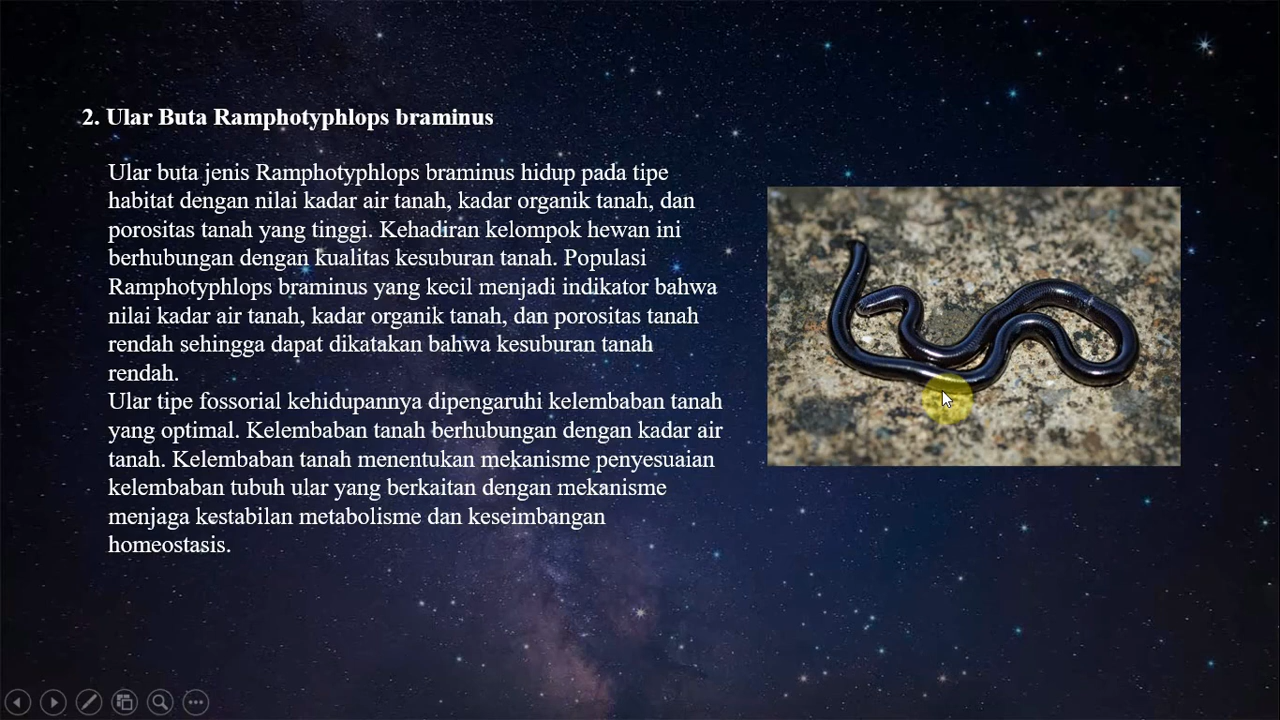 2. Ular Buta Ramphotyphlops braminus
Ular buta jenis Ramphotyphlops braminus hidup pada tipe
habitat dengan nilai kadar air tanah, kadar organik tanah, dan
porositas tanah yang tinggi. Kehadiran kelompok hewan ini
berhubungan dengan kualitas kesuburan tanah. Populasi
Ramphotyphlops braminus yang kecil menjadi indikator bahwa
nilai kadar air tanah, kadar organik tanah, dan porositas tanah
rendah sehingga dapat dikatakan bahwa kesuburan tanah
rendah.
Ular tipe fossorial kehidupannya dipengaruhi kelembaban tanah
yang optimal. Kelembaban tanah berhubungan dengan kadar air
tanah. Kelembaban tanah menentukan mekanisme penyesuaian
kelembaban tubuh ular yang berkaitan dengan mekanisme
menjaga kestabilan metabolisme dan keseimbangan
homeostasis.